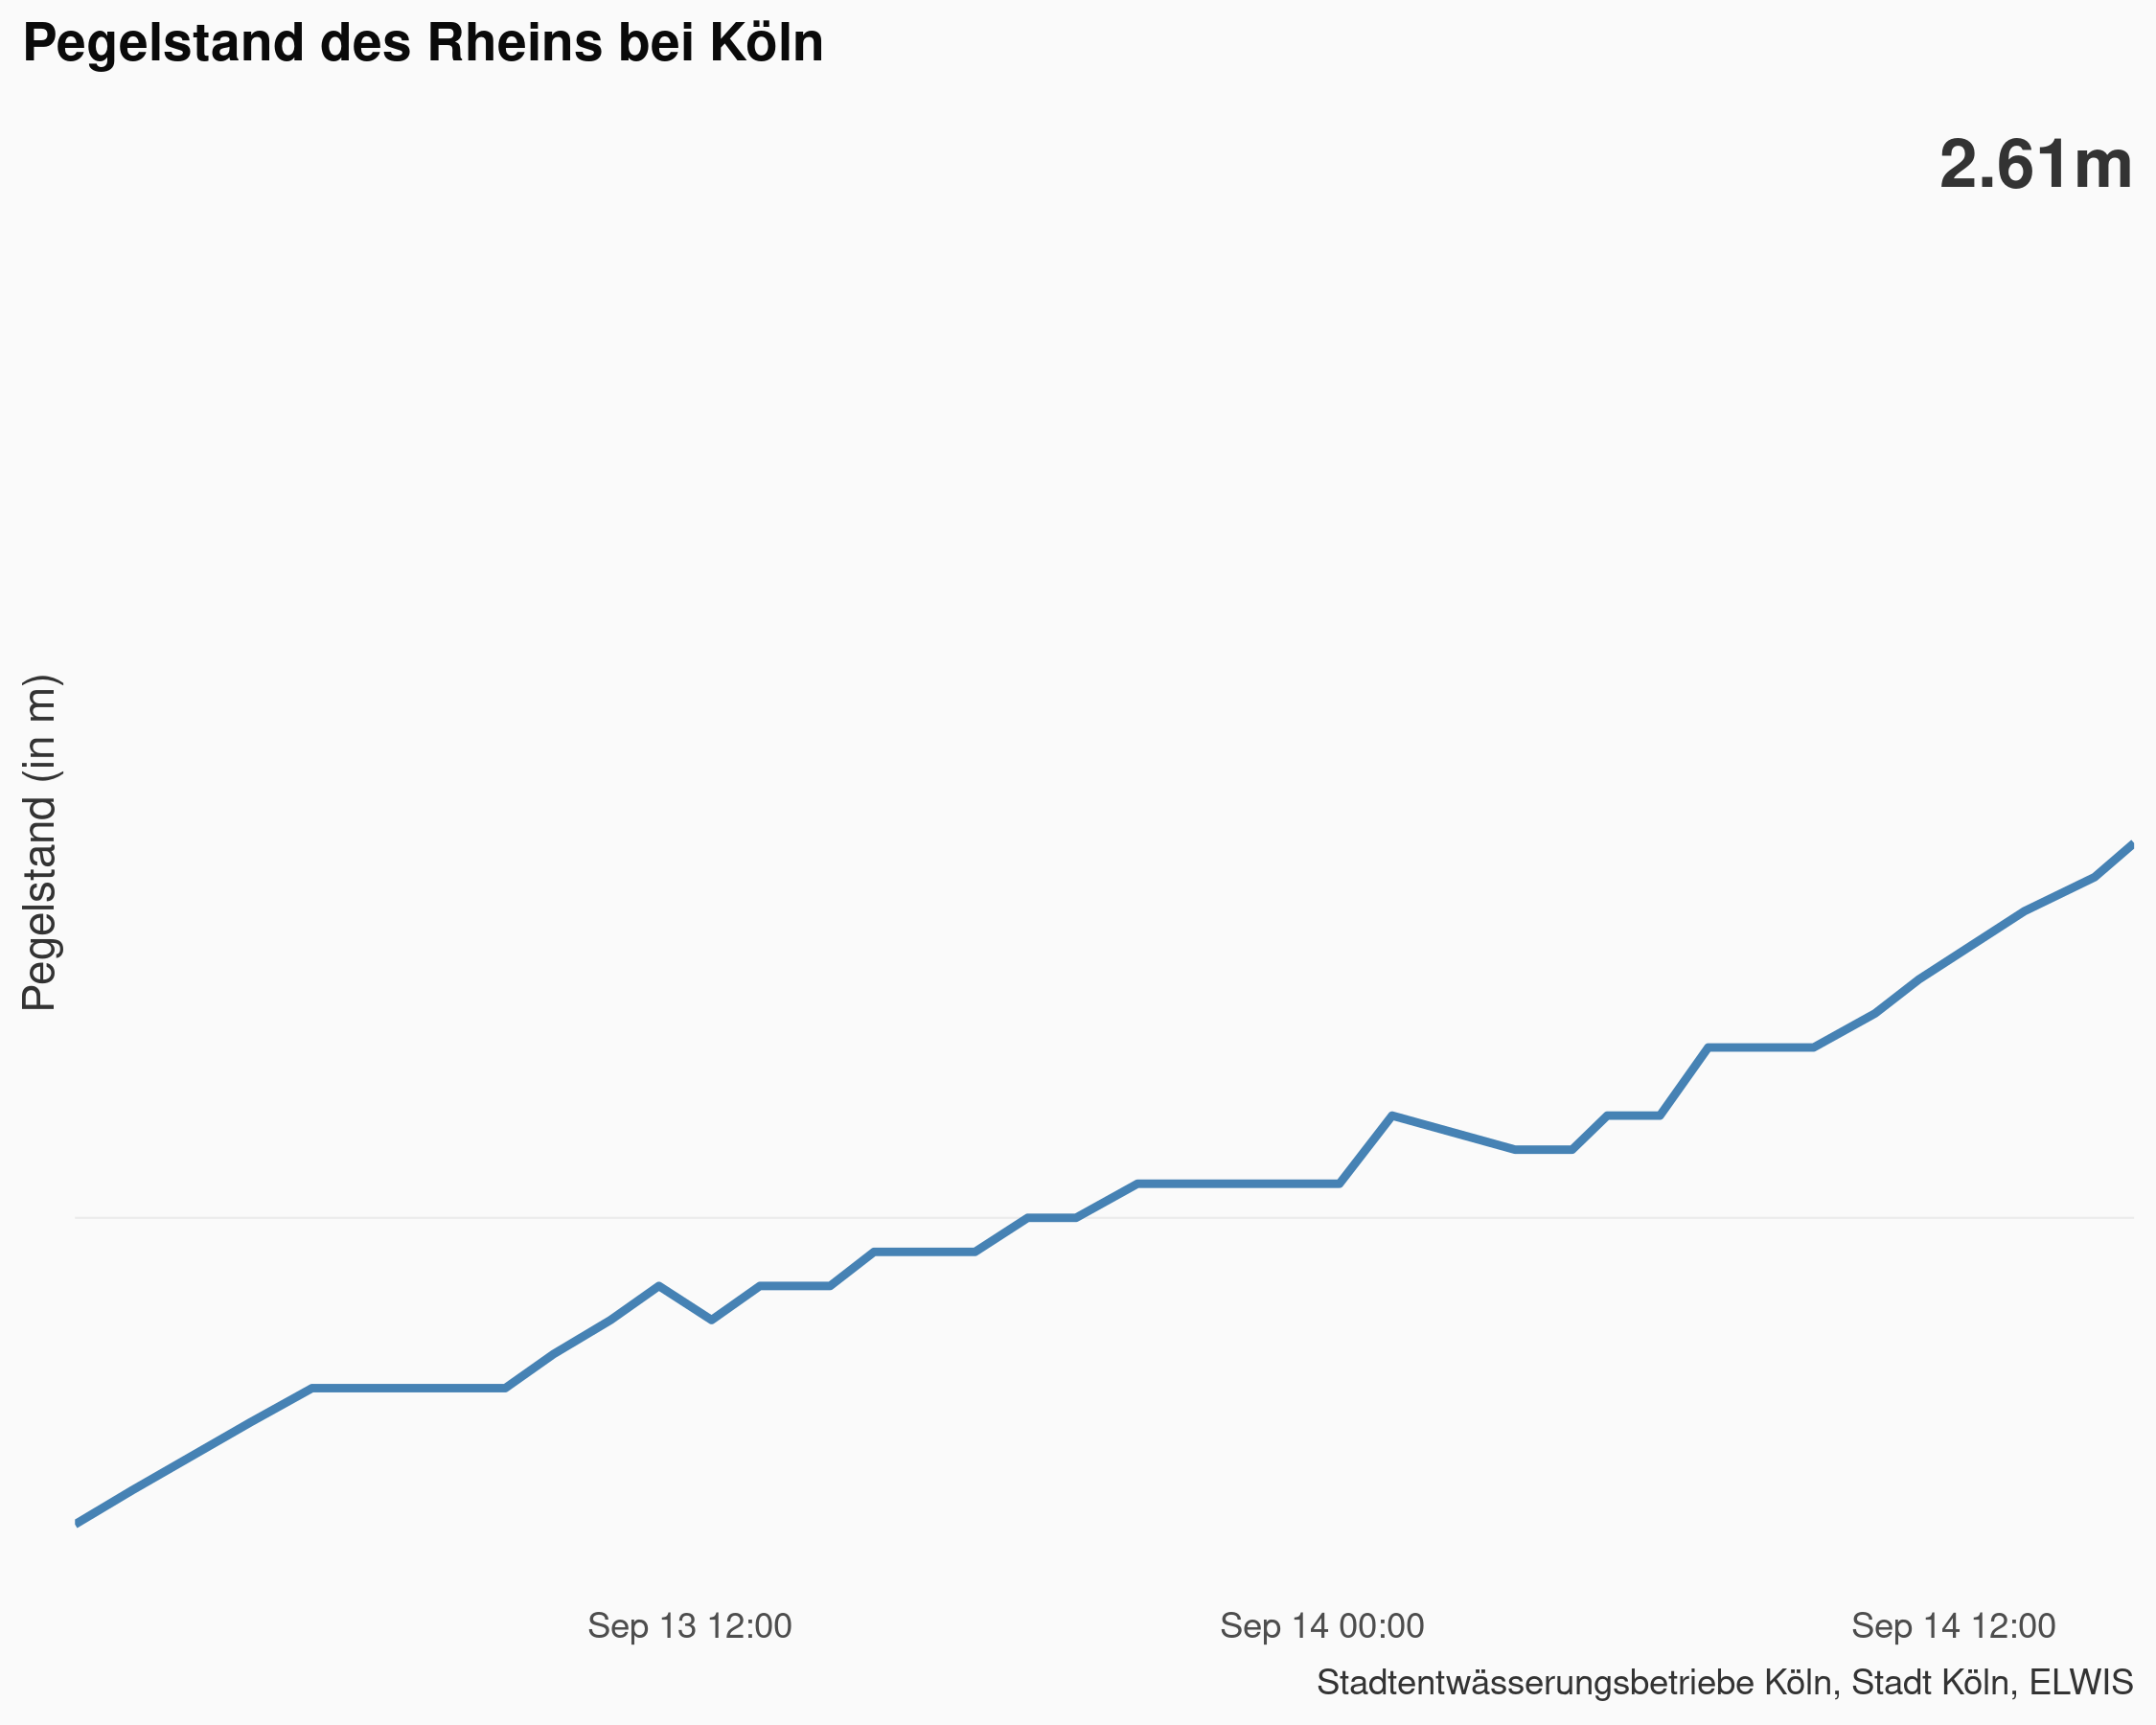 Pegelstand des Rheins bei Köln
2.61m
Pegelstand (in m)
Sep 13 12:00
Sep 14 00:00
Sep 14 12:00
Stadtentwässerungsbetriebe Köln, Stadt Köln, ELWIS